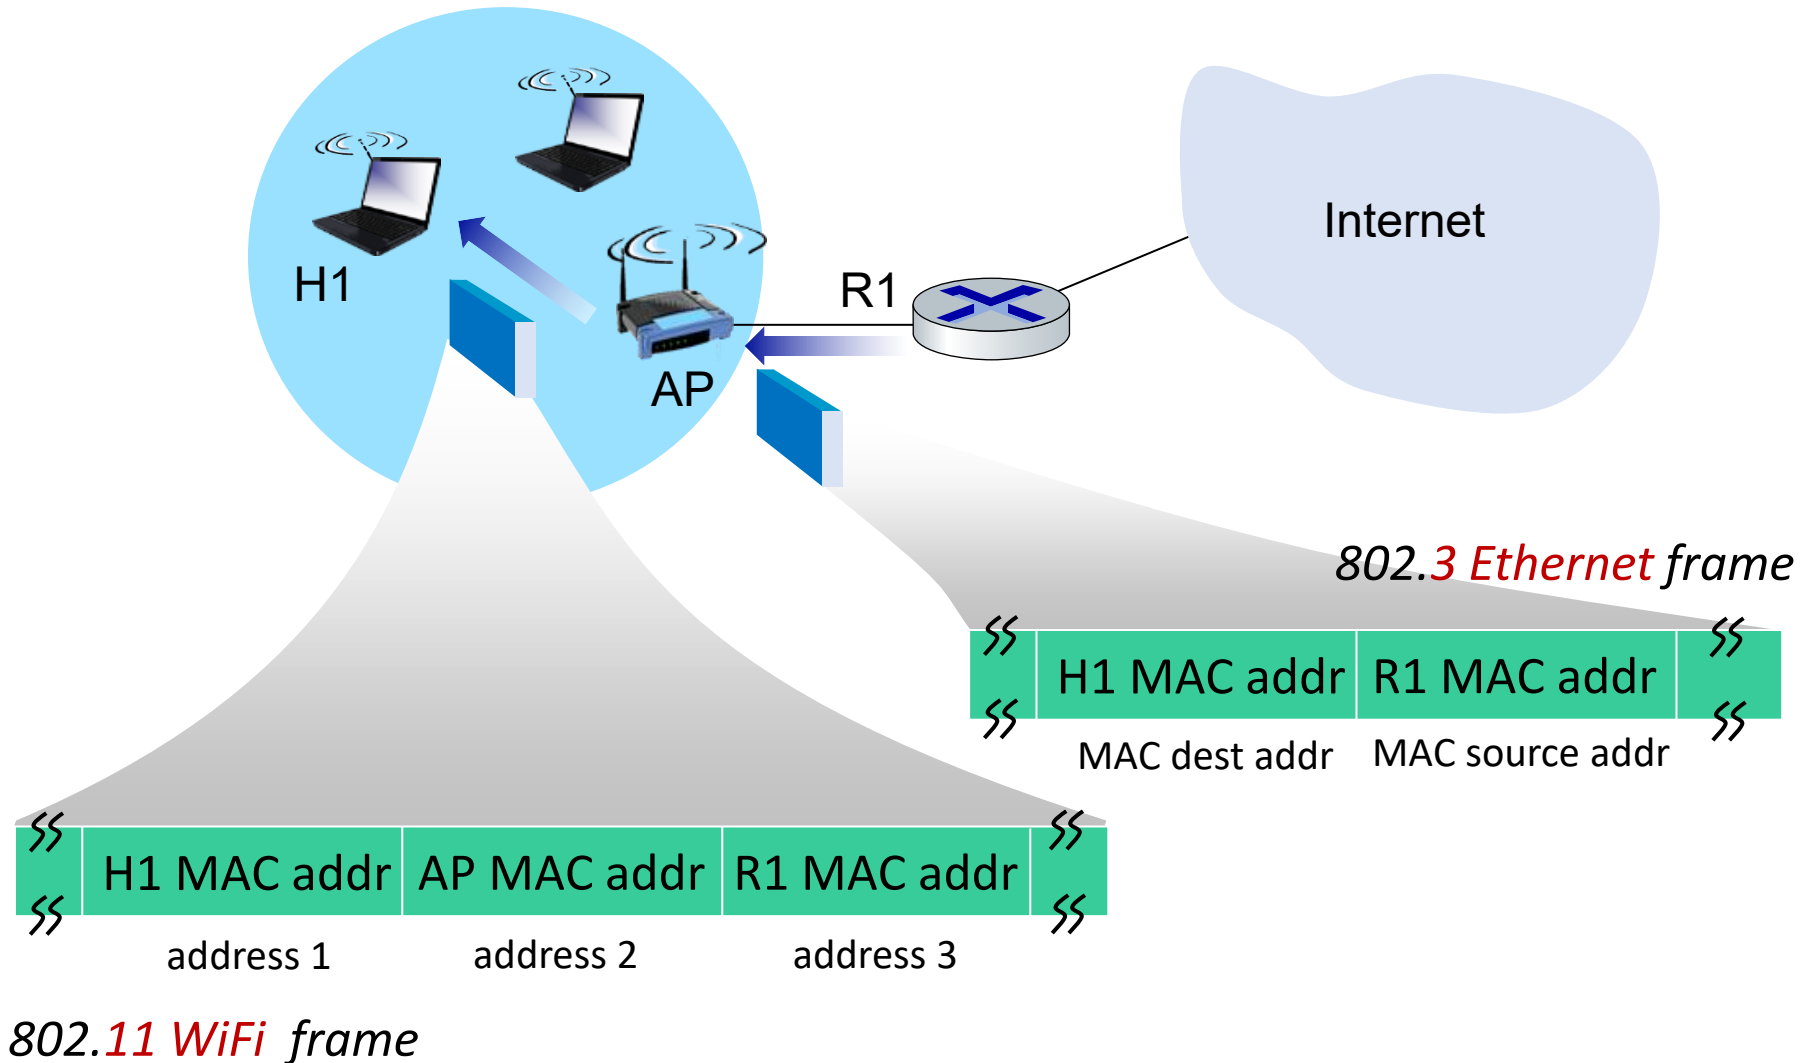 Internet
H1
R1
AP
802.3 Ethernet frame
H1 MAC addr R1 MAC addr
MAC dest addr MAC source addr
H1 MAC addr AP MAC addr R1 MAC addr
address 1 address 2 address 3
802.11 WiFi frame